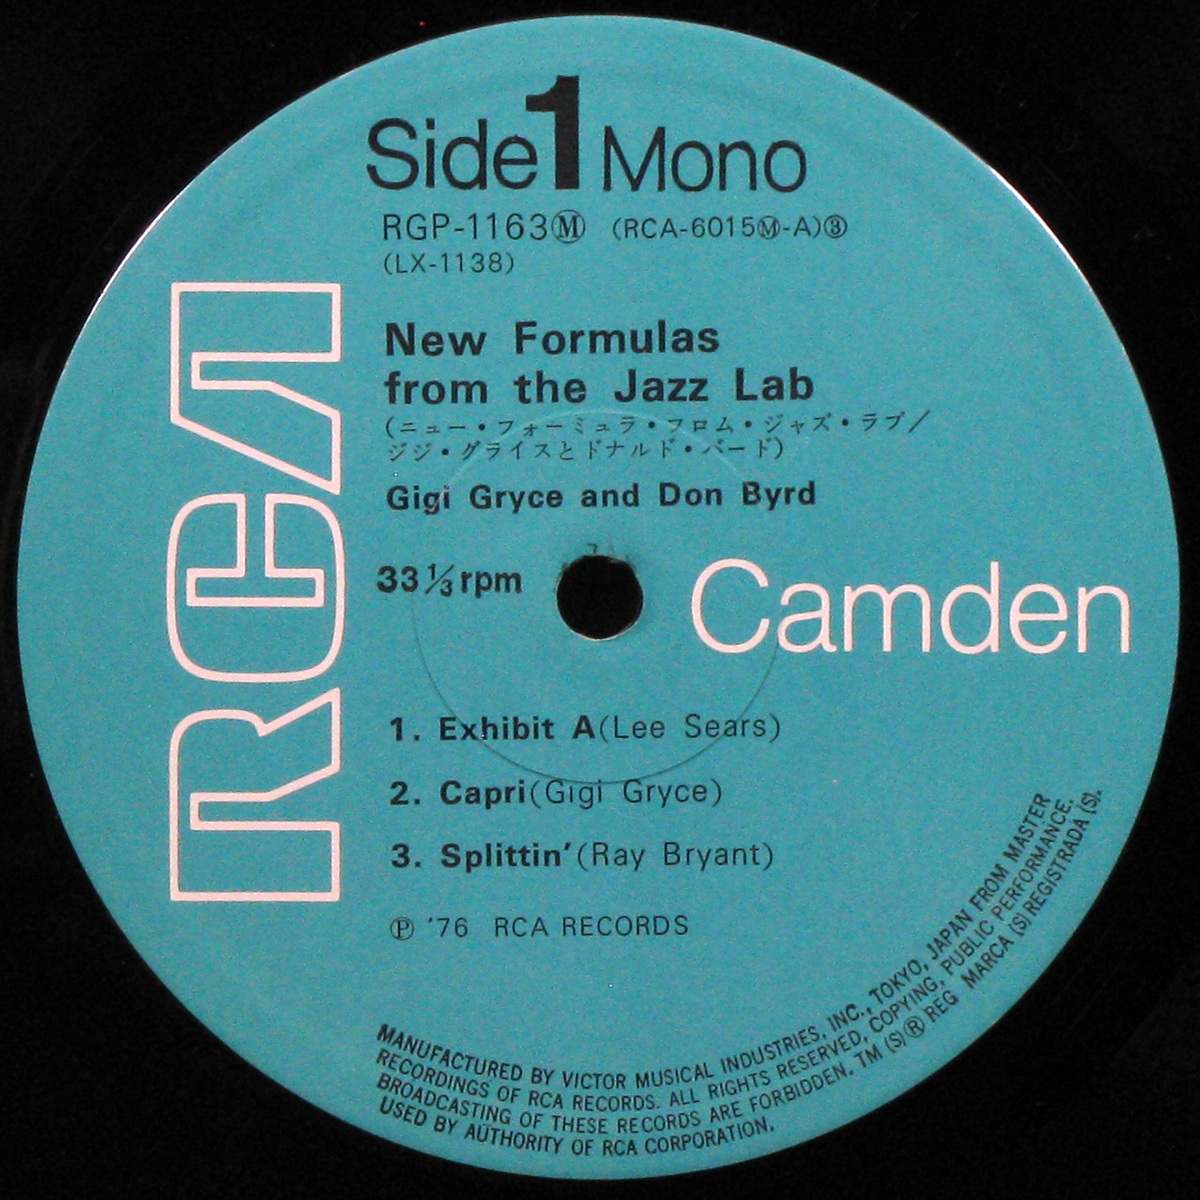 Side 1 Mono
RGP-1163Ⓜ (RCA-6015Ⓜ-A)③
(LX-1138)
New Formulas
from the Jazz Lab
(ニュー・フォーミュラ・フロム・ジャズ・ラブ／
ジジ・グライスとドナルド・バード)
Gigi Gryce and Don Byrd
33⅓rpm
RCA
Camden
1. Exhibit A(Lee Sears)
2. Capri(Gigi Gryce)
3. Splittin'(Ray Bryant)
Ⓟ '76 RCA RECORDS
MANUFACTURED BY VICTOR MUSICAL INDUSTRIES, INC., TOKYO, JAPAN FROM MASTER
RECORDINGS OF RCA RECORDS. ALL RIGHTS RESERVED, COPYING, PUBLIC PERFORMANCE.
BROADCASTING OF THESE RECORDS ARE FORBIDDEN. TM (S)® REG MARCA (S) REGISTRADA (S).
USED BY AUTHORITY OF RCA CORPORATION.